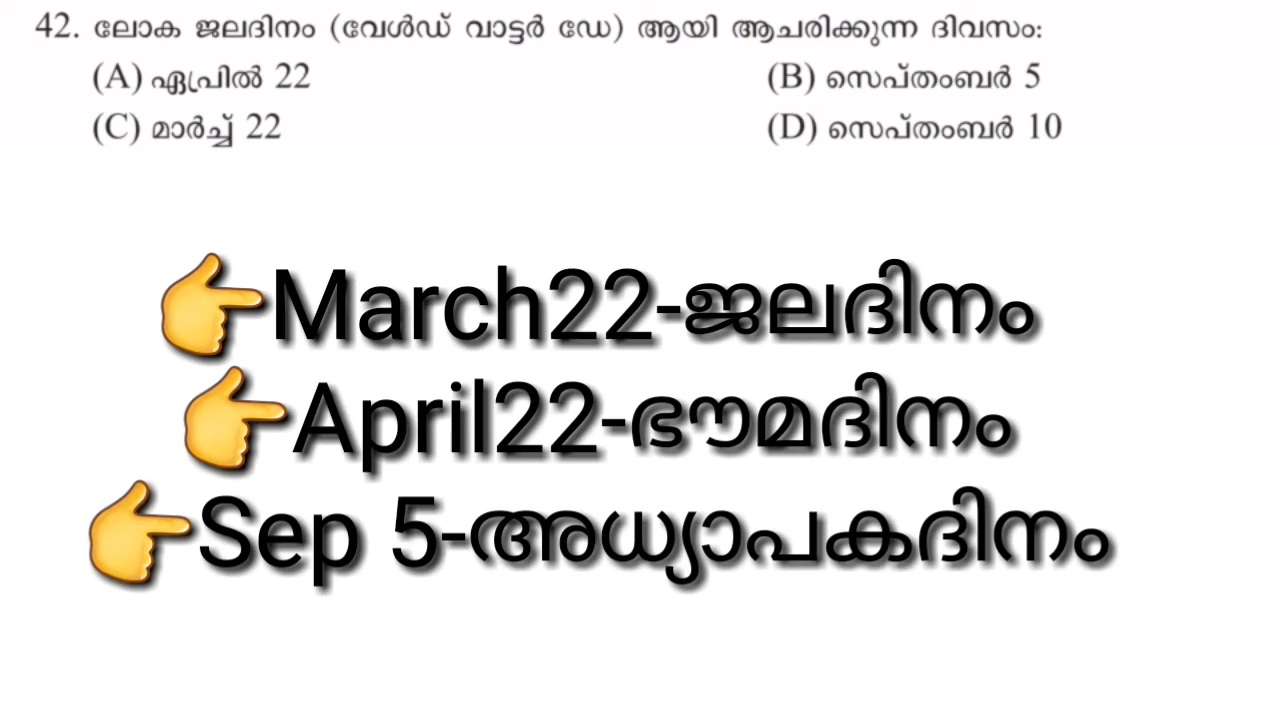 42. ലോക ജലദിനം (വേൾഡ് വാട്ടർ ഡേ) ആയി ആചരിക്കുന്ന ദിവസം:
(A) ഏപ്രിൽ 22 (B) സെപ്തംബർ 5
(C) മാർച്ച് 22 (D) സെപ്തംബർ 10
👉March22-ജലദിനം
👉April22-ഭൗമദിനം
👉Sep 5-അധ്യാപകദിനം